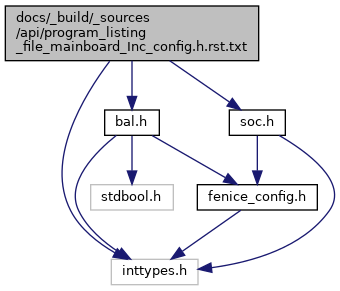 docs/_build/_sources
/api/program_listing
_file_mainboard_Inc_config.h.rst.txt
bal.h
soc.h
stdbool.h
fenice_config.h
inttypes.h